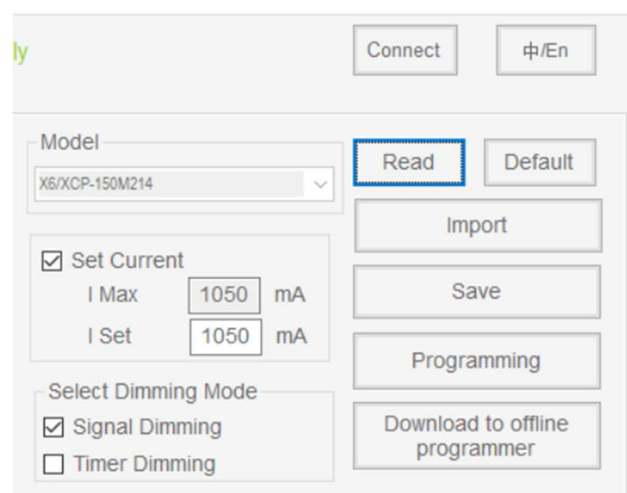 ly
Connect
中/En
Model
X6/XCP-150M214
Read
Default
Import
Set Current
I Max 1050 mA
I Set 1050 mA
Save
Programming
Select Dimming Mode
Signal Dimming
Timer Dimming
Download to offline
programmer